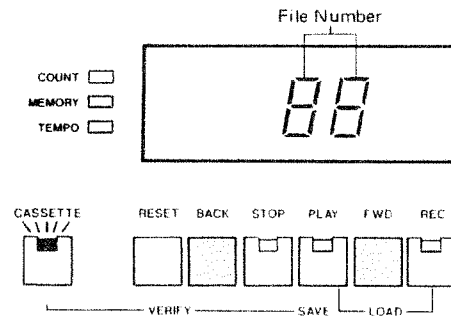 File Number
88
COUNT
MEMORY
TEMPO
CASSETTE RESET BACK STOP PLAY FWD REC
VERIFY SAVE LOAD